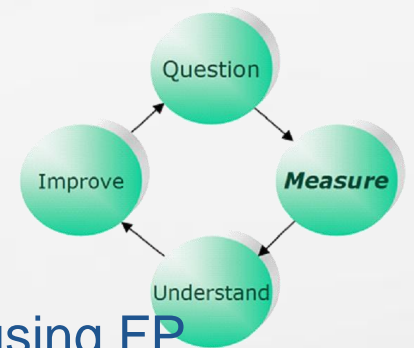 Question
Improve
Measure
Understand
using FP